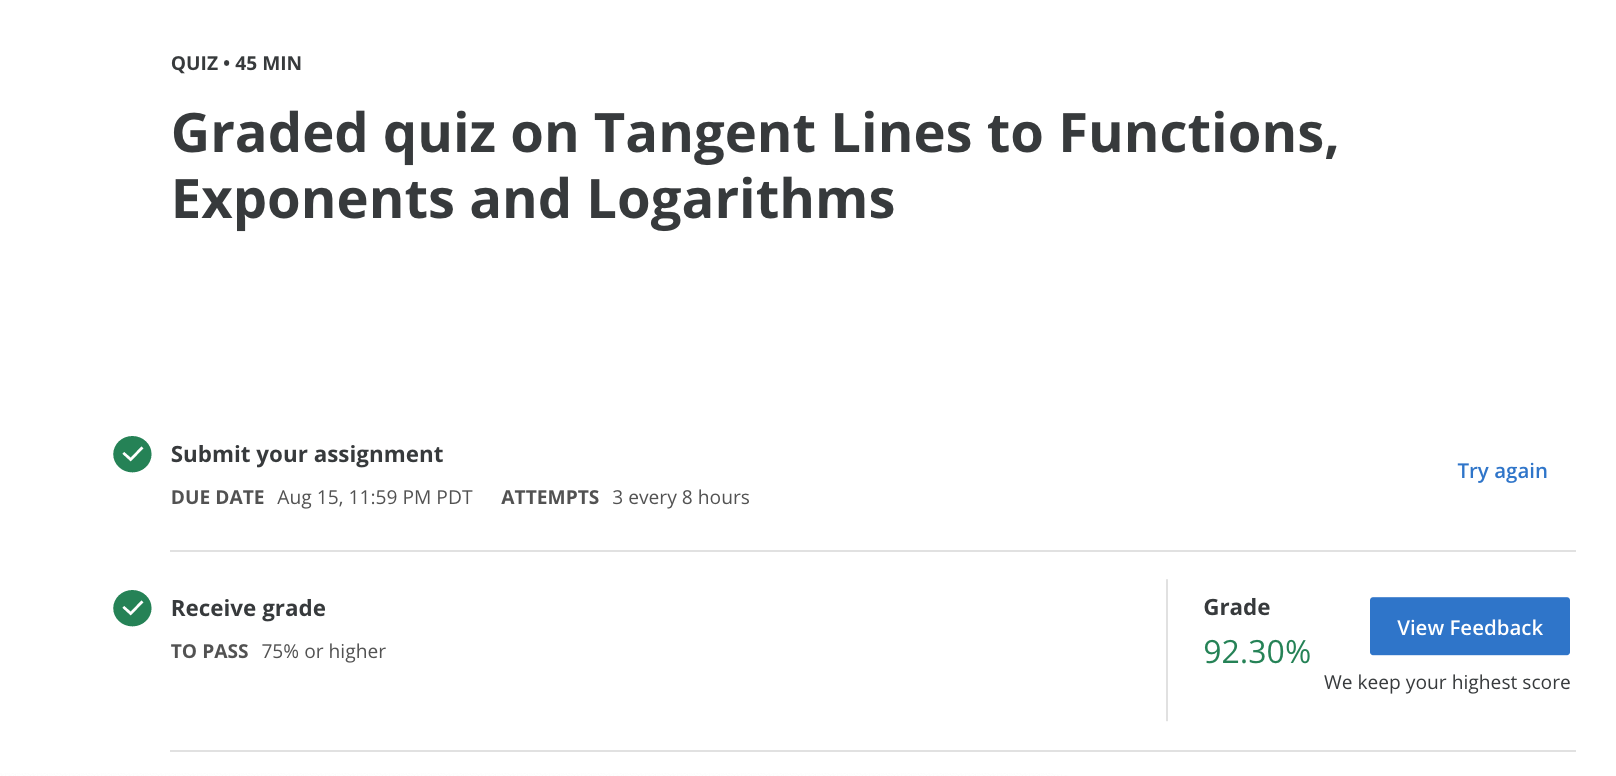 QUIZ • 45 MIN
Graded quiz on Tangent Lines to Functions,
Exponents and Logarithms
Submit your assignment
DUE DATE Aug 15, 11:59 PM PDT ATTEMPTS 3 every 8 hours
Try again
Receive grade
TO PASS 75% or higher
Grade
92.30%
View Feedback
We keep your highest score